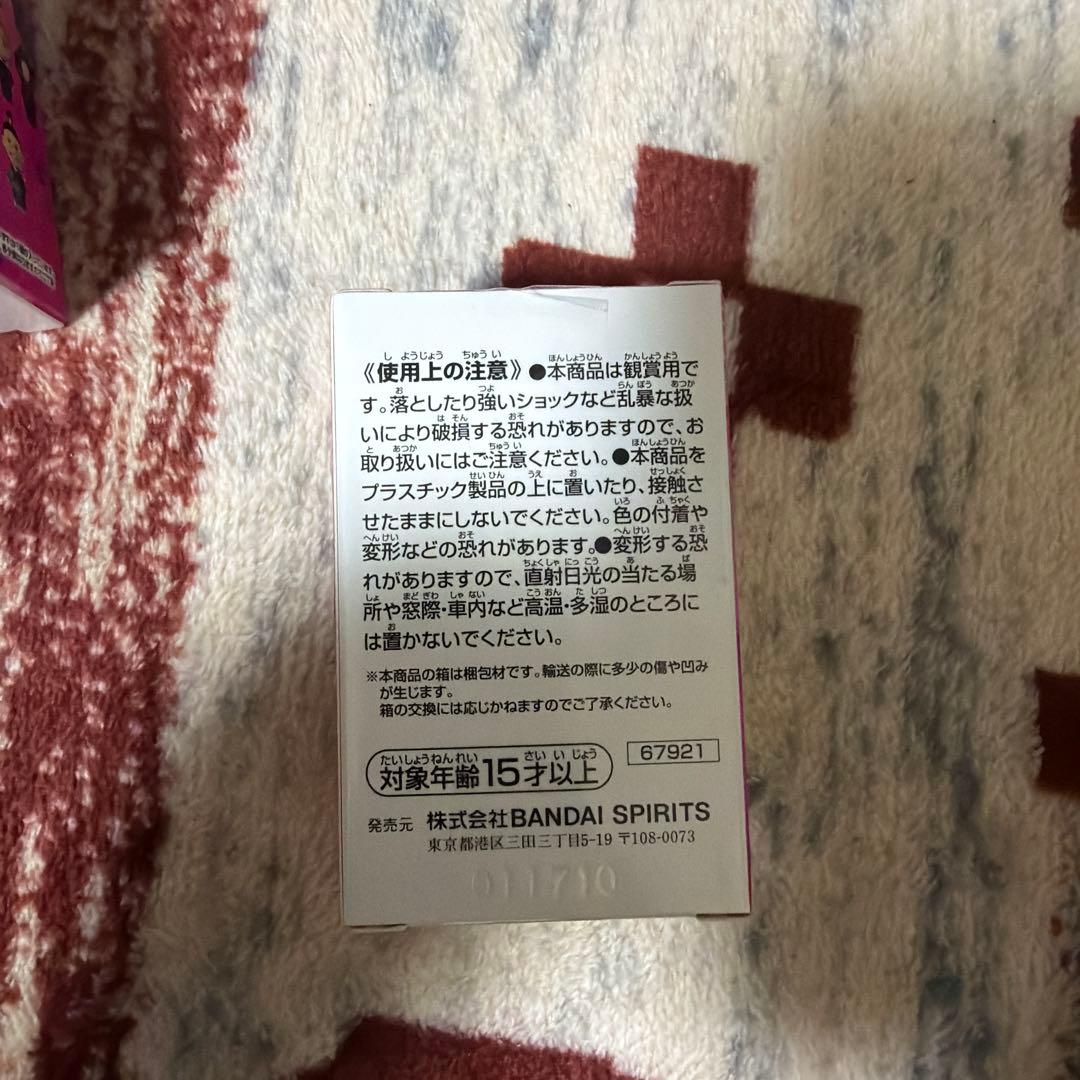 《使用上の注意》●本商品は観賞用で
す。落としたり強いショックなど乱暴な扱
いにより破損する恐れがありますので、お
取り扱いにはご注意ください。●本商品を
プラスチック製品の上に置いたり、接触さ
せたままにしないでください。色の付着や
変形などの恐れがあります。●変形する恐
れがありますので、直射日光の当たる場
所や窓際・車内など高温・多湿のところに
は置かないでください。
※本商品の箱は梱包材です。輸送の際に多少の傷や凹み
が生じます。
箱の交換には応じかねますのでご了承ください。
対象年齢15才以上
67921
発売元 株式会社BANDAI SPIRITS
東京都港区三田三丁目5-19 〒108-0073
011710